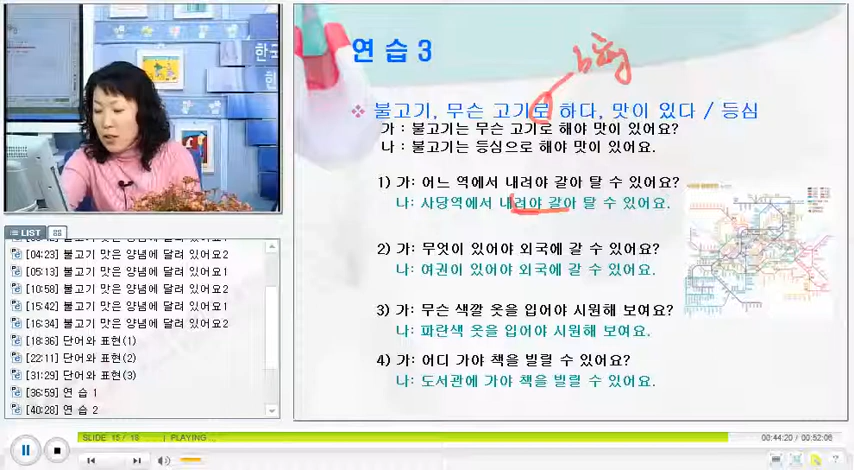 연 습 3
불고기, 무슨 고기로 하다, 맛이 있다 / 등심
가 : 불고기는 무슨 고기로 해야 맛이 있어요?
나 : 불고기는 등심으로 해야 맛이 있어요.
1) 가: 어느 역에서 내려야 갈아 탈 수 있어요?
나: 사당역에서 내려야 갈아 탈 수 있어요.
2) 가: 무엇이 있어야 외국에 갈 수 있어요?
나: 여권이 있어야 외국에 갈 수 있어요.
3) 가: 무슨 색깔 옷을 입어야 시원해 보여요?
나: 파란색 옷을 입어야 시원해 보여요.
4) 가: 어디 가야 책을 빌릴 수 있어요?
나: 도서관에 가야 책을 빌릴 수 있어요.
LIST
[04:23] 불고기 맛은 양념에 달려 있어요2
[05:13] 불고기 맛은 양념에 달려 있어요1
[10:58] 불고기 맛은 양념에 달려 있어요2
[15:42] 불고기 맛은 양념에 달려 있어요1
[16:34] 불고기 맛은 양념에 달려 있어요2
[18:36] 단어와 표현(1)
[22:11] 단어와 표현(2)
[31:29] 단어와 표현(3)
[36:59] 연 습 1
[40:28] 연 습 2
SLIDE 15 / 18 ..... | PLAYING...
00:44:20 / 00:52:06